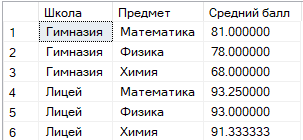 Школа Предмет Средний балл
1 Гимназия Математика 81.000000
2 Гимназия Физика 78.000000
3 Гимназия Химия 68.000000
4 Лицей Математика 93.250000
5 Лицей Физика 93.000000
6 Лицей Химия 91.333333